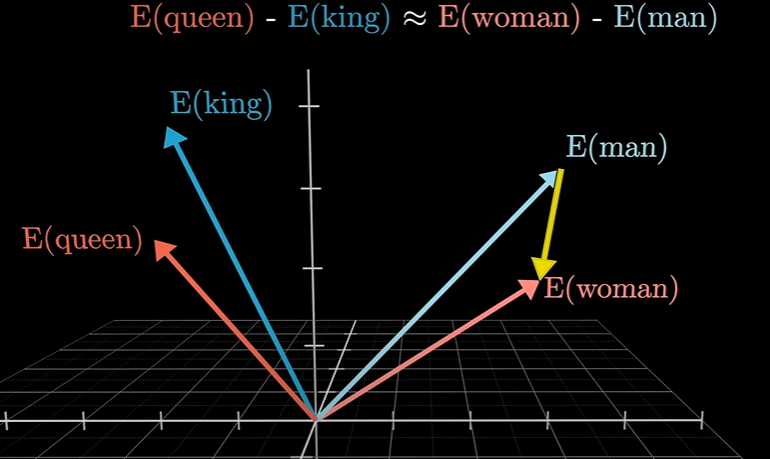 E(queen) - E(king) ≈ E(woman) - E(man)
E(king)
E(man)
E(queen)
E(woman)